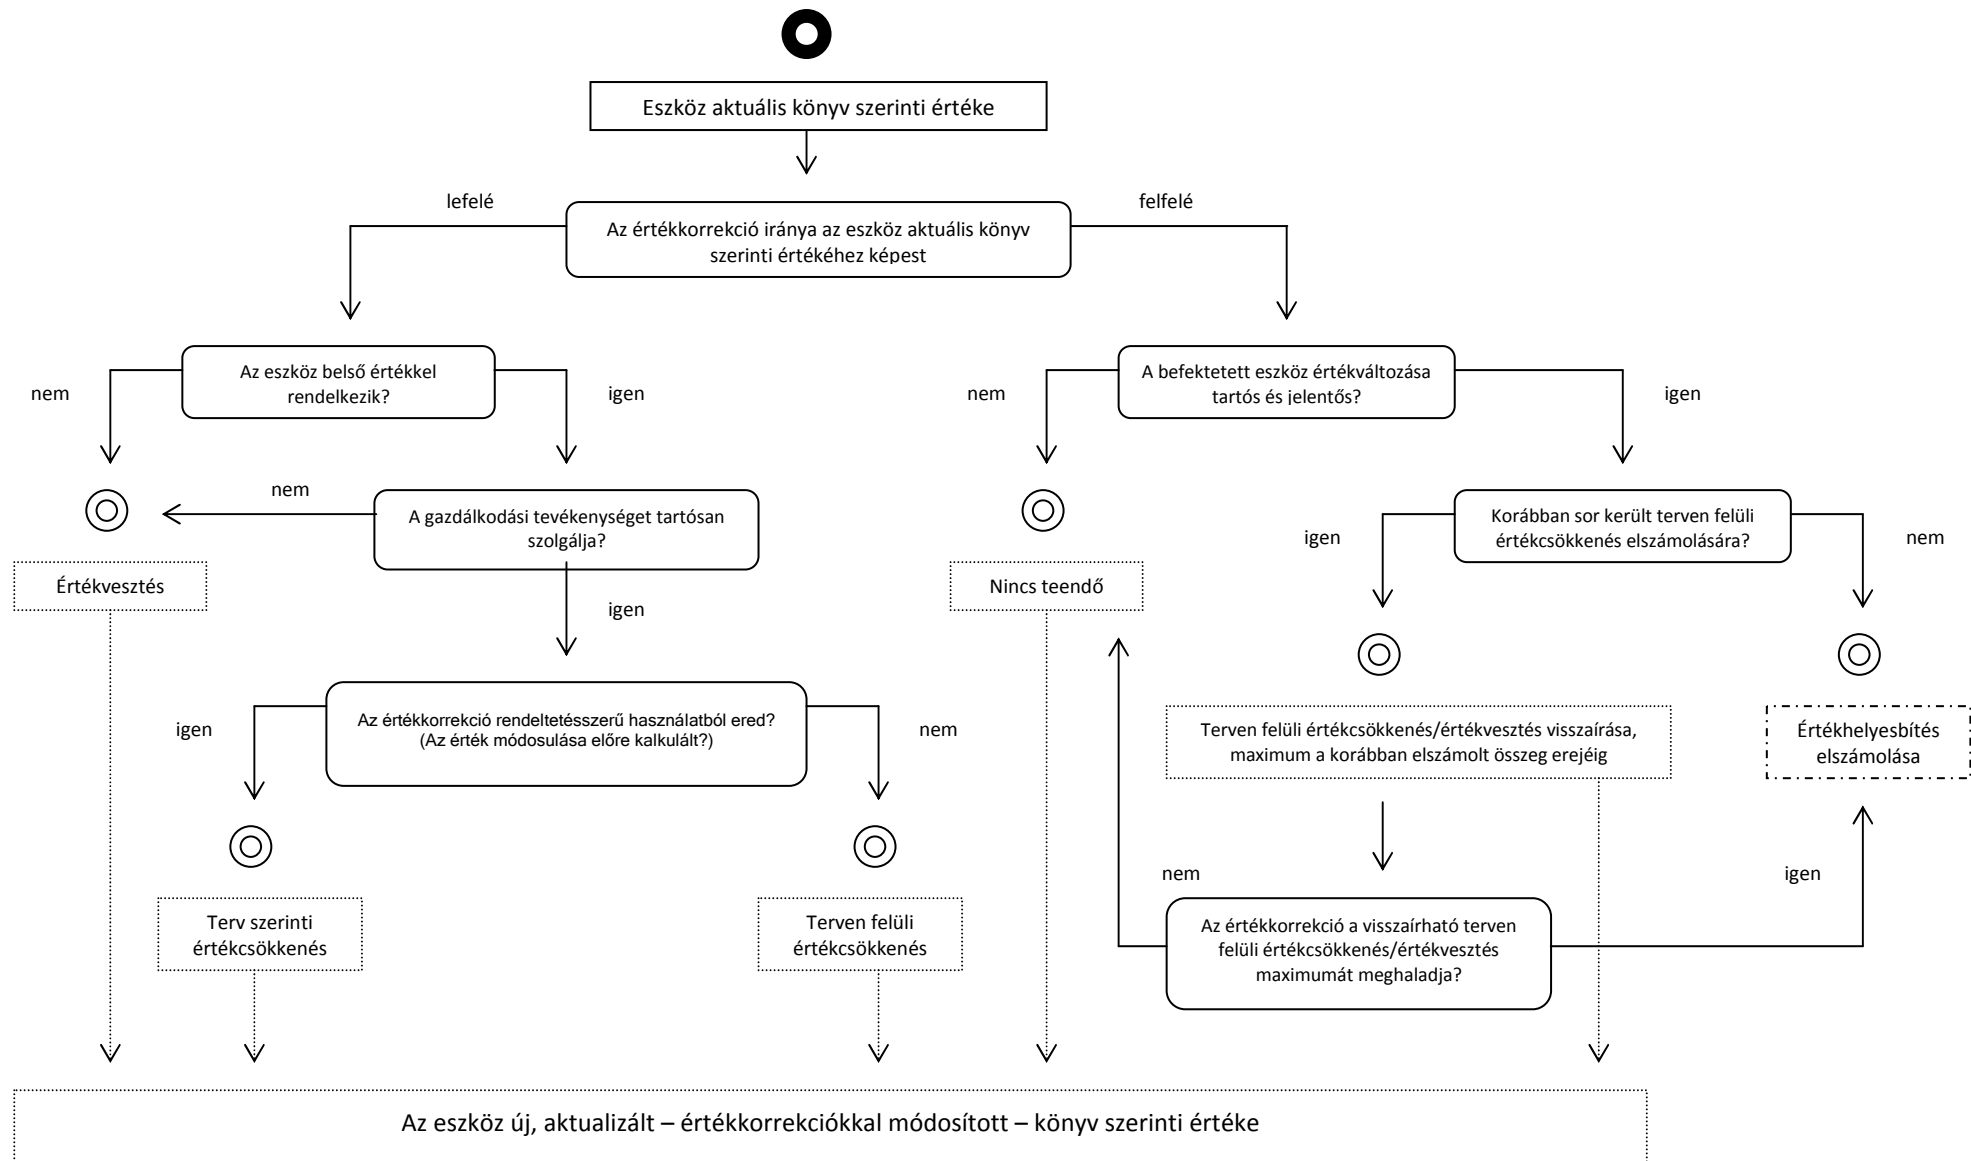 Eszköz aktuális könyv szerinti értéke
lefelé
felfelé
Az értékkorrekció iránya az eszköz aktuális könyv
szerinti értékéhez képest
Az eszköz belső értékkel
rendelkezik?
nem
igen
A befektetett eszköz értékváltozása
tartós és jelentős?
nem
igen
nem
A gazdálkodási tevékenységet tartósan
szolgálja?
Korábban sor került terven felüli
értékcsökkenés elszámolására?
igen
nem
Értékvesztés
igen
Nincs teendő
Az értékkorrekció rendeltetésszerű használatból ered?
(Az érték módosulása előre kalkulált?)
igen
nem
Terven felüli értékcsökkenés/értékvesztés visszaírása,
maximum a korábban elszámolt összeg erejéig
Értékhelyesbítés
elszámolása
nem
igen
Terv szerinti
értékcsökkenés
Terven felüli
értékcsökkenés
Az értékkorrekció a visszaírható terven
felüli értékcsökkenés/értékvesztés
maximumát meghaladja?
Az eszköz új, aktualizált – értékkorrekciókkal módosított – könyv szerinti értéke